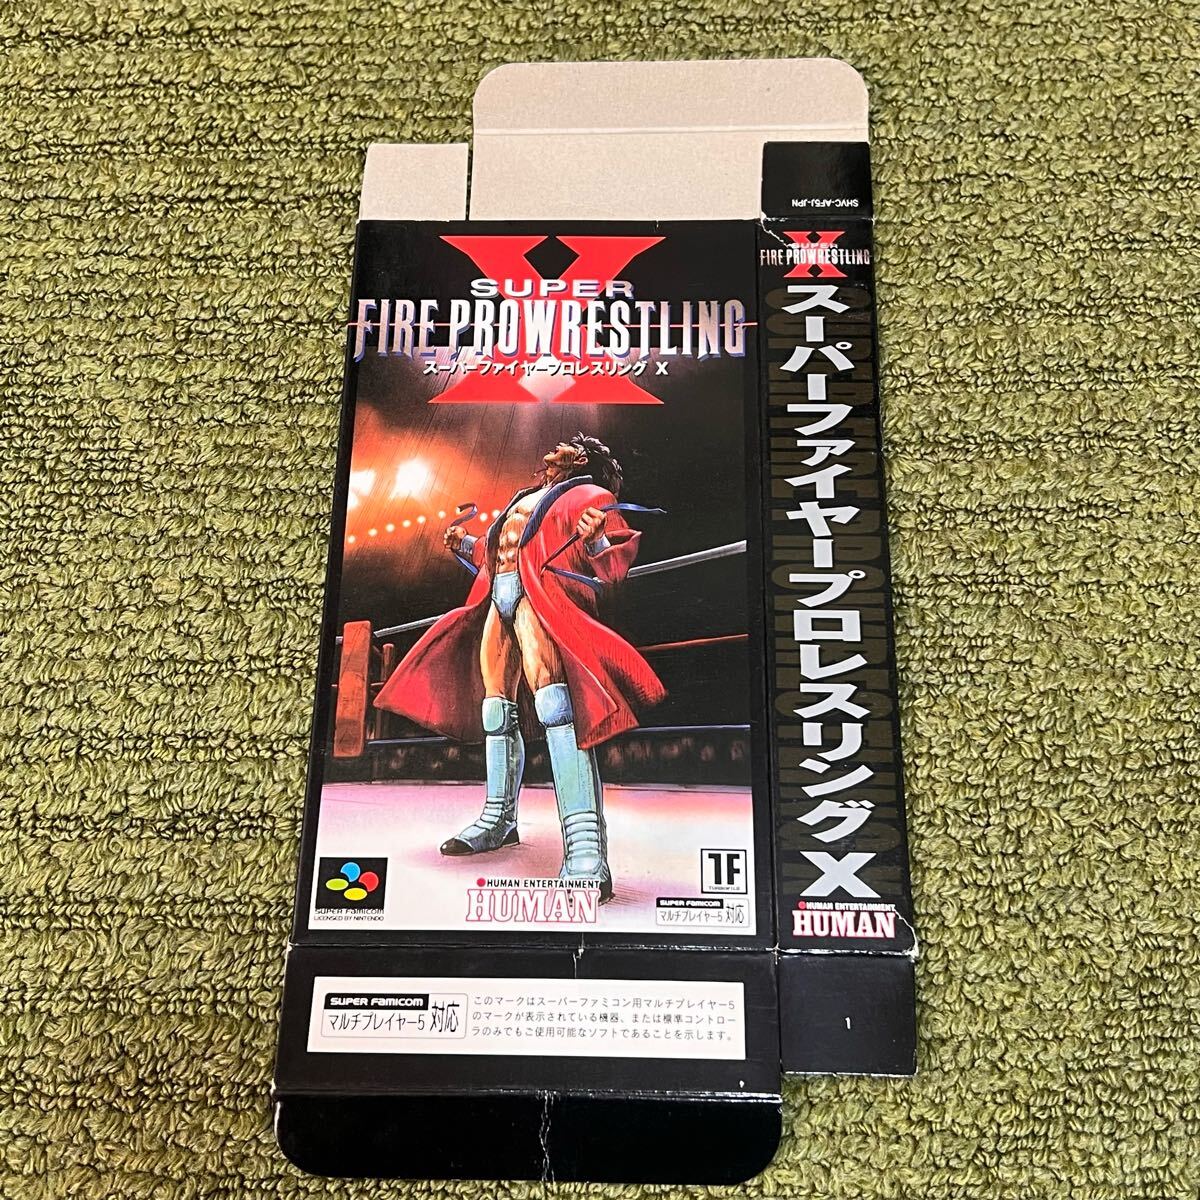 SHVC-AF5J-JPN
X
SUPER
FIRE PROWRESTLING
スーパーファイヤープロレスリング X
SUPER FAMICOM
LICENSED BY NINTENDO
HUMAN ENTERTAINMENT
HUMAN
TF
TURBOFILE
SUPER FAMICOM
マルチプレイヤー5 対応
X
SUPER
FIRE PROWRESTLING
スーパーファイヤープロレスリングX
HUMAN ENTERTAINMENT
HUMAN
SUPER FAMICOM
マルチプレイヤー5 対応
このマークはスーパーファミコン用マルチプレイヤー5
のマークが表示されている機器、または標準コントロー
ラのみでもご使用可能なソフトであることを示します。
1